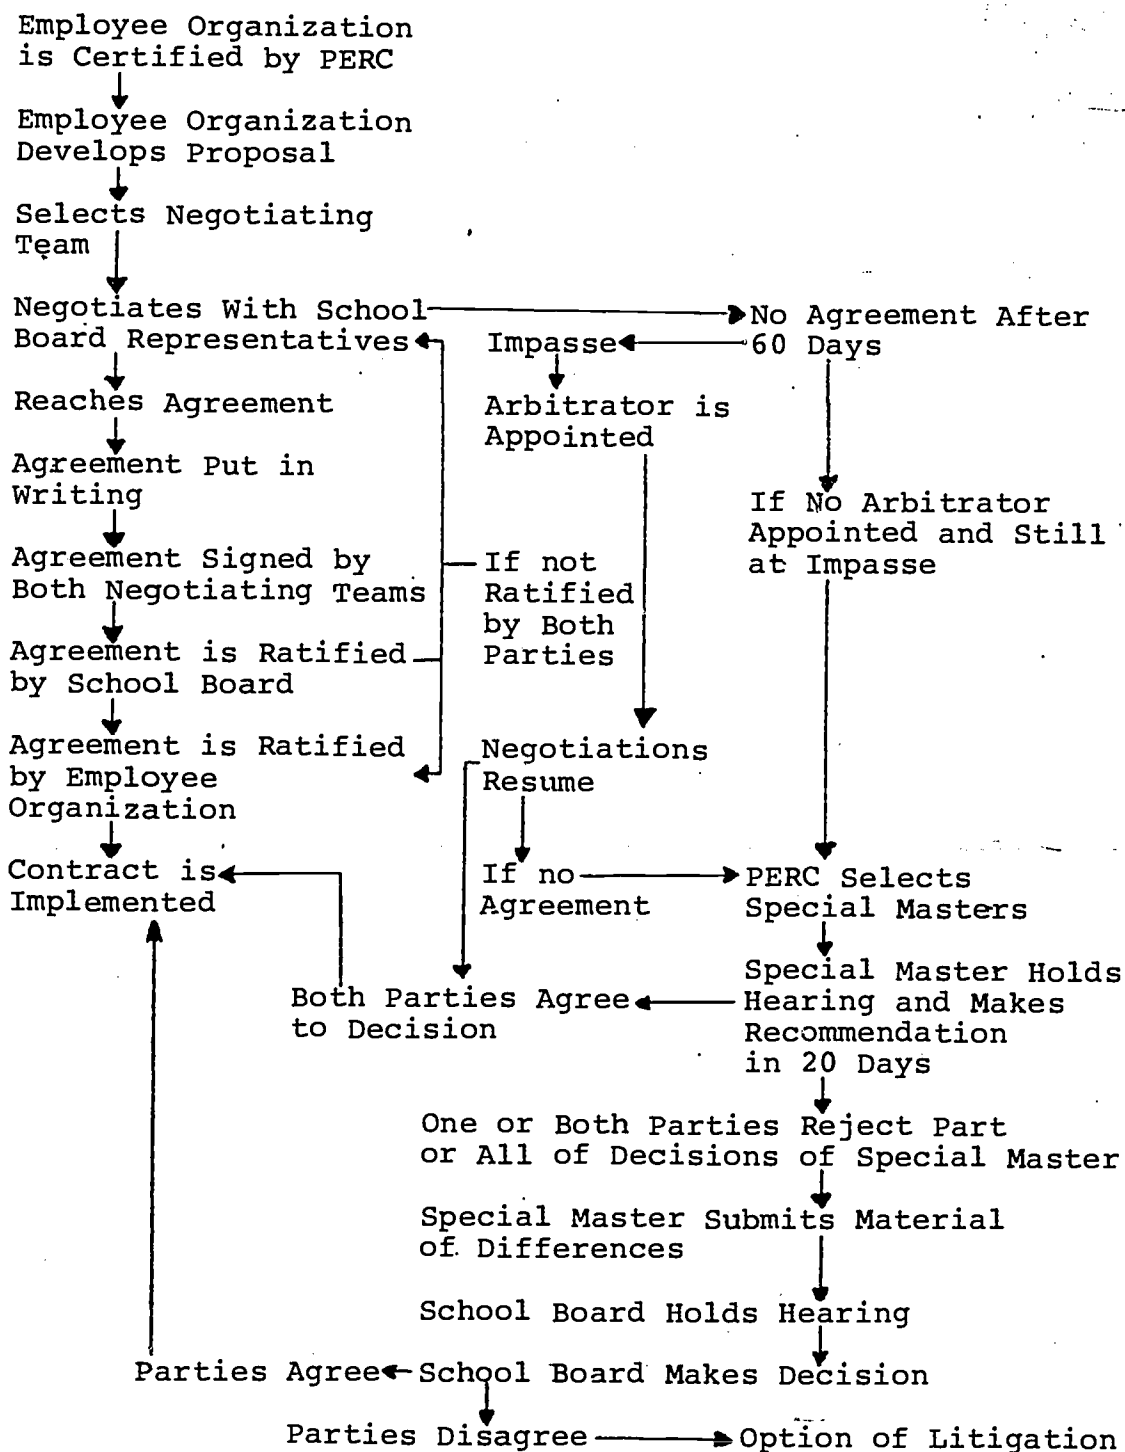 Employee Organization
is Certified by PERC
Employee Organization
Develops Proposal
Selects Negotiating
Team
Negotiates With School
Board Representatives
No Agreement After
60 Days
Impasse
Reaches Agreement
Arbitrator is
Appointed
Agreement Put in
Writing
If No Arbitrator
Appointed and Still
at Impasse
Agreement Signed by
Both Negotiating Teams
If not
Ratified
by Both
Parties
Agreement is Ratified
by School Board
Agreement is Ratified
by Employee
Organization
Negotiations
Resume
Contract is
Implemented
If no
Agreement
PERC Selects
Special Masters
Special Master Holds
Hearing and Makes
Recommendation
in 20 Days
Both Parties Agree
to Decision
One or Both Parties Reject Part
or All of Decisions of Special Master
Special Master Submits Material
of Differences
School Board Holds Hearing
Parties Agree
School Board Makes Decision
Parties Disagree
Option of Litigation